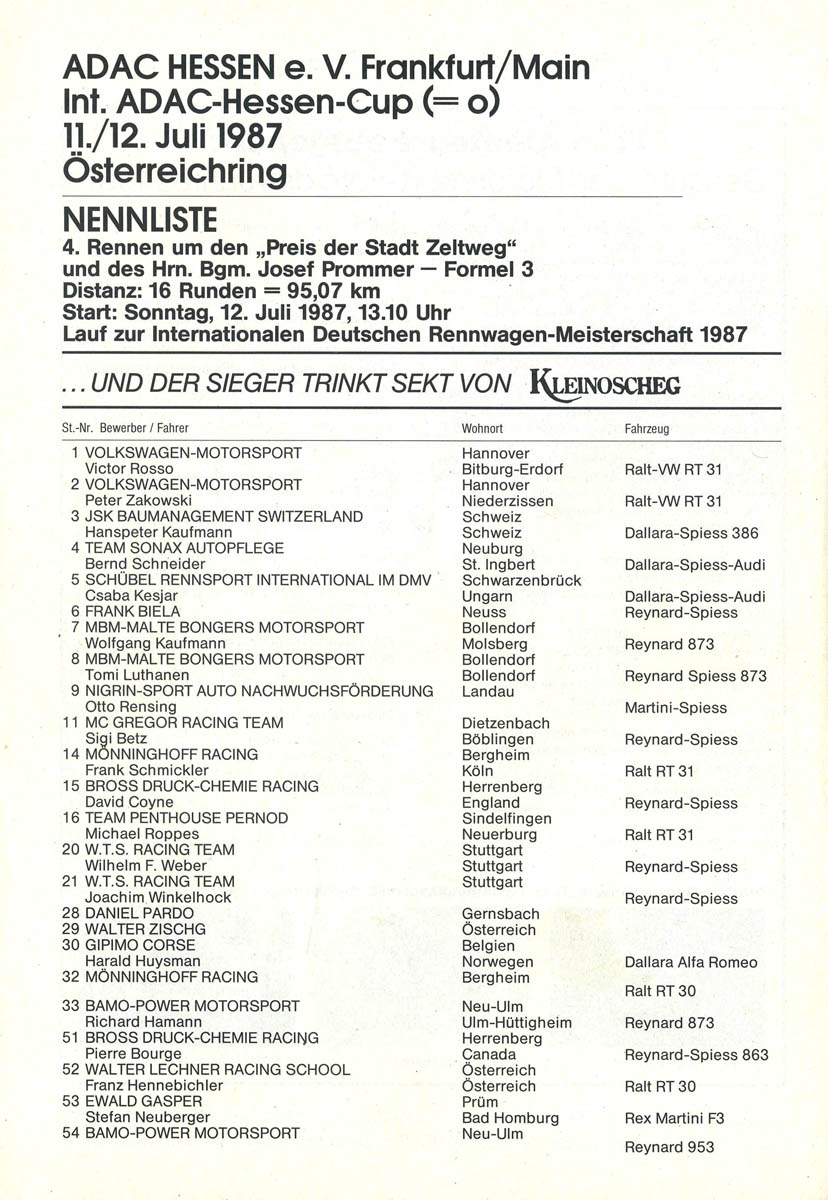 ADAC HESSEN e. V. Frankfurt/Main
Int. ADAC-Hessen-Cup (= o)
11./12. Juli 1987
Österreichring
NENNLISTE
4. Rennen um den „Preis der Stadt Zeltweg“
und des Hrn. Bgm. Josef Prommer — Formel 3
Distanz: 16 Runden = 95,07 km
Start: Sonntag, 12. Juli 1987, 13.10 Uhr
Lauf zur Internationalen Deutschen Rennwagen-Meisterschaft 1987
...UND DER SIEGER TRINKT SEKT VON KLEINOSCHEG
St.-Nr. Bewerber / Fahrer Wohnort Fahrzeug
1 VOLKSWAGEN-MOTORSPORT Hannover
Victor Rosso Bitburg-Erdorf Ralt-VW RT 31
2 VOLKSWAGEN-MOTORSPORT Hannover
Peter Zakowski Niederzissen Ralt-VW RT 31
3 JSK BAUMANAGEMENT SWITZERLAND Schweiz
Hanspeter Kaufmann Schweiz Dallara-Spiess 386
4 TEAM SONAX AUTOPFLEGE Neuburg
Bernd Schneider St. Ingbert Dallara-Spiess-Audi
5 SCHÜBEL RENNSPORT INTERNATIONAL IM DMV Schwarzenbrück
Csaba Kesjar Ungarn Dallara-Spiess-Audi
6 FRANK BIELA Neuss Reynard-Spiess
7 MBM-MALTE BONGERS MOTORSPORT Bollendorf
Wolfgang Kaufmann Molsberg Reynard 873
8 MBM-MALTE BONGERS MOTORSPORT Bollendorf
Tomi Luthanen Bollendorf Reynard Spiess 873
9 NIGRIN-SPORT AUTO NACHWUCHSFÖRDERUNG Landau
Otto Rensing Martini-Spiess
11 MC GREGOR RACING TEAM Dietzenbach
Sigi Betz Böblingen Reynard-Spiess
14 MÖNNINGHOFF RACING Bergheim
Frank Schmickler Köln Ralt RT 31
15 BROSS DRUCK-CHEMIE RACING Herrenberg
David Coyne England Reynard-Spiess
16 TEAM PENTHOUSE PERNOD Sindelfingen
Michael Roppes Neuerburg Ralt RT 31
20 W.T.S. RACING TEAM Stuttgart
Wilhelm F. Weber Stuttgart Reynard-Spiess
21 W.T.S. RACING TEAM Stuttgart
Joachim Winkelhock Reynard-Spiess
28 DANIEL PARDO Gernsbach
29 WALTER ZISCHG Österreich
30 GIPIMO CORSE Belgien
Harald Huysman Norwegen Dallara Alfa Romeo
32 MÖNNINGHOFF RACING Bergheim
Ralt RT 30
33 BAMO-POWER MOTORSPORT Neu-Ulm
Richard Hamann Ulm-Hüttigheim Reynard 873
51 BROSS DRUCK-CHEMIE RACING Herrenberg
Pierre Bourge Canada Reynard-Spiess 863
52 WALTER LECHNER RACING SCHOOL Österreich
Franz Hennebichler Österreich Ralt RT 30
53 EWALD GASPER Prüm
Stefan Neuberger Bad Homburg Rex Martini F3
54 BAMO-POWER MOTORSPORT Neu-Ulm
Reynard 953